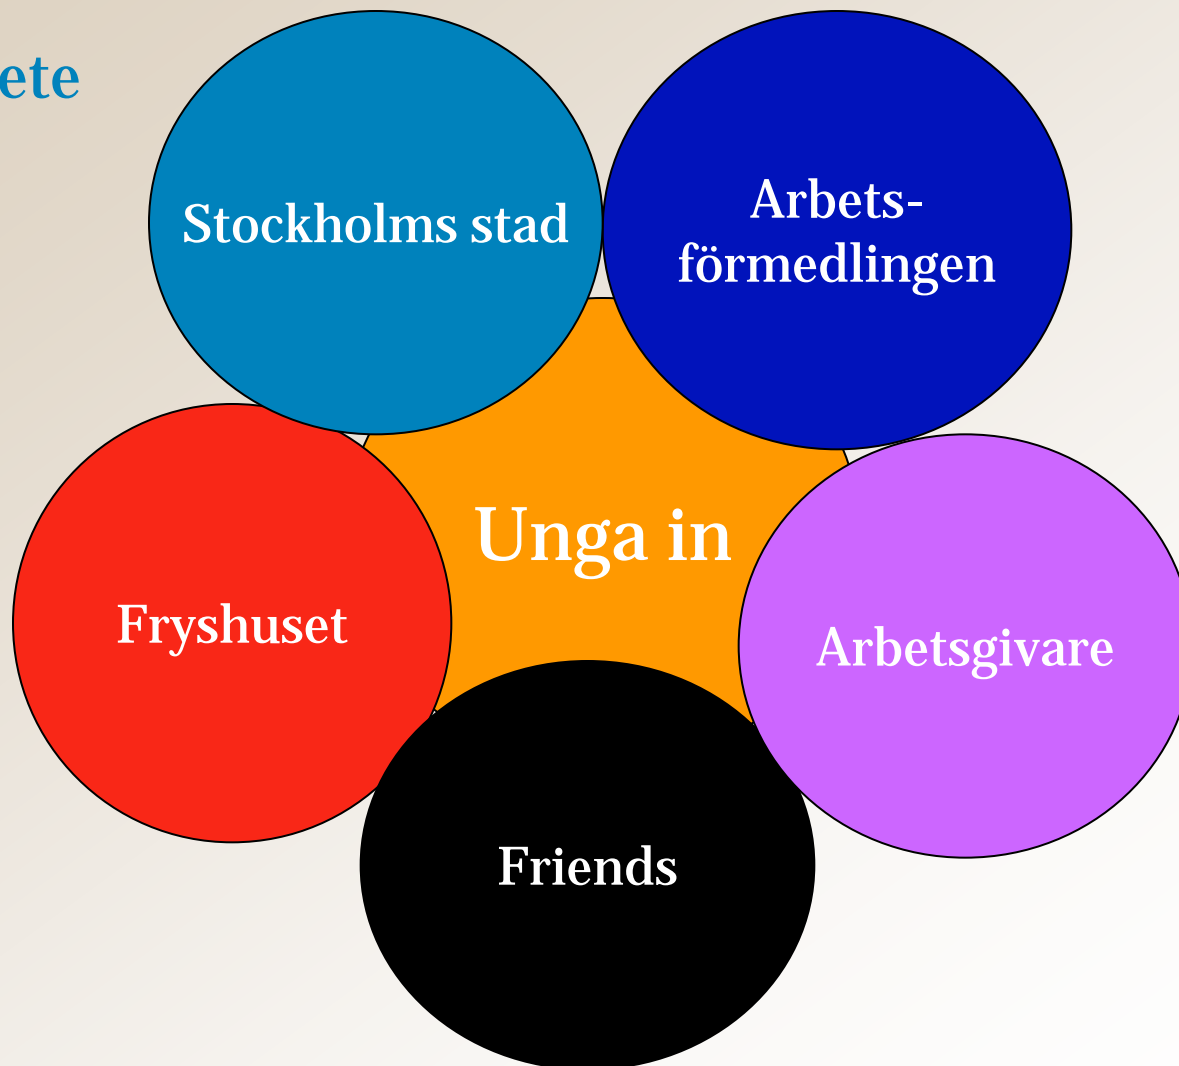 ete
Stockholms stad
Arbets-
förmedlingen
Unga in
Fryshuset
Arbetsgivare
Friends